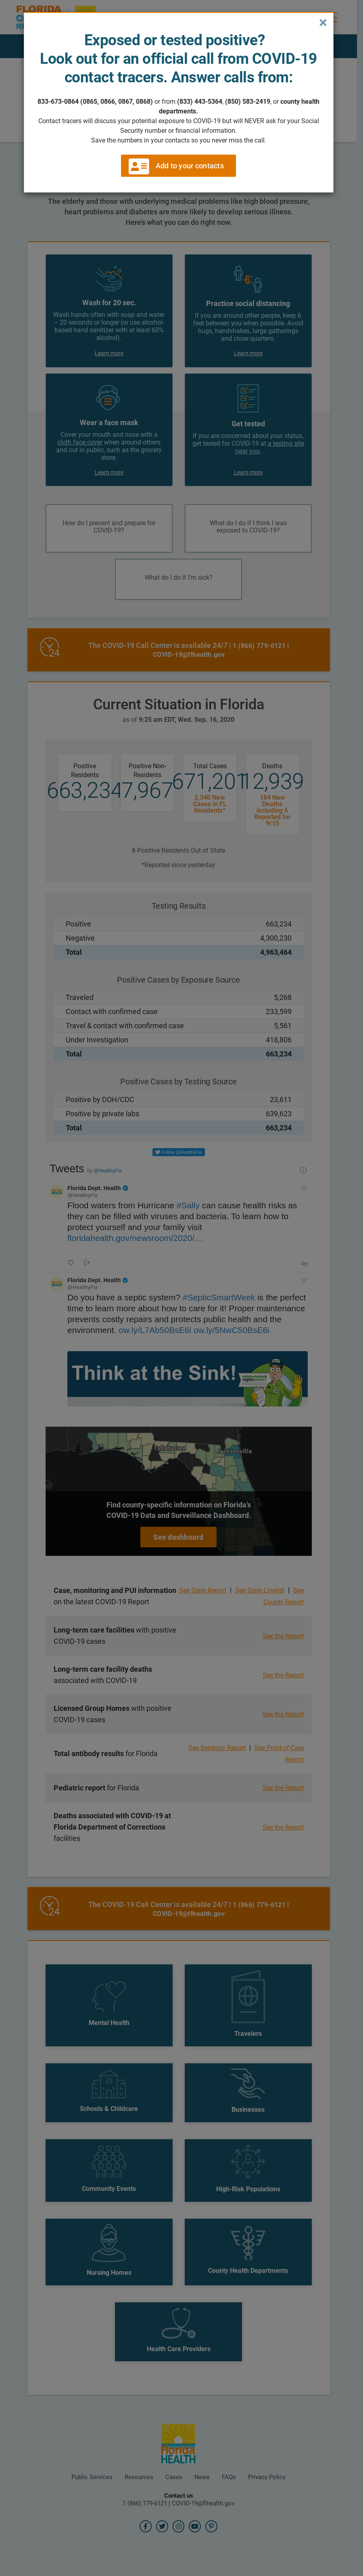 FLORIDA
×
Exposed or tested positive?
Look out for an official call from COVID-19
contact tracers. Answer calls from:
833-673-0864 (0865, 0866, 0867, 0868) or from (833) 443-5364, (850) 583-2419, or county health
departments.
Contact tracers will discuss your potential exposure to COVID-19 but will NEVER ask for your Social
Security number or financial information.
Save the numbers in your contacts so you never miss the call.
Add to your contacts
The elderly and those with underlying medical problems like high blood pressure,
heart problems and diabetes are more likely to develop serious illness.
Here's what you can do right now.
Wash for 20 sec.
Wash hands often with soap and water
– 20 seconds or longer (or use alcohol-
based hand sanitizer with at least 60%
alcohol).
Learn more
Practice social distancing
If you are around other people, keep 6
feet between you when possible. Avoid
hugs, handshakes, large gatherings
and close quarters.
Learn more
Wear a face mask
Cover your mouth and nose with a
cloth face cover when around others
and out in public, such as the grocery
store.
Learn more
Get tested
If you are concerned about your status,
get tested for COVID-19 at a testing site
near you.
Learn more
How do I prevent and prepare for
COVID-19?
What do I do if I think I was
exposed to COVID-19?
What do I do if I'm sick?
24
The COVID-19 Call Center is available 24/7 | 1 (866) 779-6121 |
COVID-19@flhealth.gov
Current Situation in Florida
as of 9:25 am EDT, Wed. Sep. 16, 2020
Positive
Residents
663,234
Positive Non-
Residents
7,967
Total Cases
671,201
2,340 New
Cases in FL
Residents*
Deaths
12,939
184 New
Deaths
including 6
Reported for
9/15
8 Positive Residents Out of State
*Reported since yesterday
Testing Results
Positive 663,234
Negative 4,300,230
Total 4,963,464
Positive Cases by Exposure Source
Traveled 5,268
Contact with confirmed case 233,599
Travel & contact with confirmed case 5,561
Under Investigation 418,806
Total 663,234
Positive Cases by Testing Source
Positive by DOH/CDC 23,611
Positive by private labs 639,623
Total 663,234
Follow @HealthyFla
Tweets by @HealthyFla
Florida Dept. Health
@HealthyFla
Flood waters from Hurricane #Sally can cause health risks as
they can be filled with viruses and bacteria. To learn how to
protect yourself and your family visit
floridahealth.gov/newsroom/2020/…
Florida Dept. Health
@HealthyFla
Do you have a septic system? #SepticSmartWeek is the perfect
time to learn more about how to care for it! Proper maintenance
prevents costly repairs and protects public health and the
environment. ow.ly/L7Ab50BsE6I ow.ly/5NwC50BsE6i
Think at the Sink!
Tallahassee
Jacksonville
Find county-specific information on Florida's
COVID-19 Data and Surveillance Dashboard.
See dashboard
Case, monitoring and PUI information
on the latest COVID-19 Report
See State Report | See State Linelist | See
County Report
Long-term care facilities with positive
COVID-19 cases
See the Report
Long-term care facility deaths
associated with COVID-19
See the Report
Licensed Group Homes with positive
COVID-19 cases
See the Report
Total antibody results for Florida
See Serology Report | See Point-of-Care
Report
Pediatric report for Florida
See the Report
Deaths associated with COVID-19 at
Florida Department of Corrections
facilities
See the Report
24
The COVID-19 Call Center is available 24/7 | 1 (866) 779-6121 |
COVID-19@flhealth.gov
Mental Health
Travelers
Schools & Childcare
Businesses
Community Events
High-Risk Populations
Nursing Homes
County Health Departments
Health Care Providers
Florida
HEALTH
Public Services
Resources
Cases
News
FAQs
Privacy Policy
Contact us
1 (866) 779-6121 | COVID-19@flhealth.gov